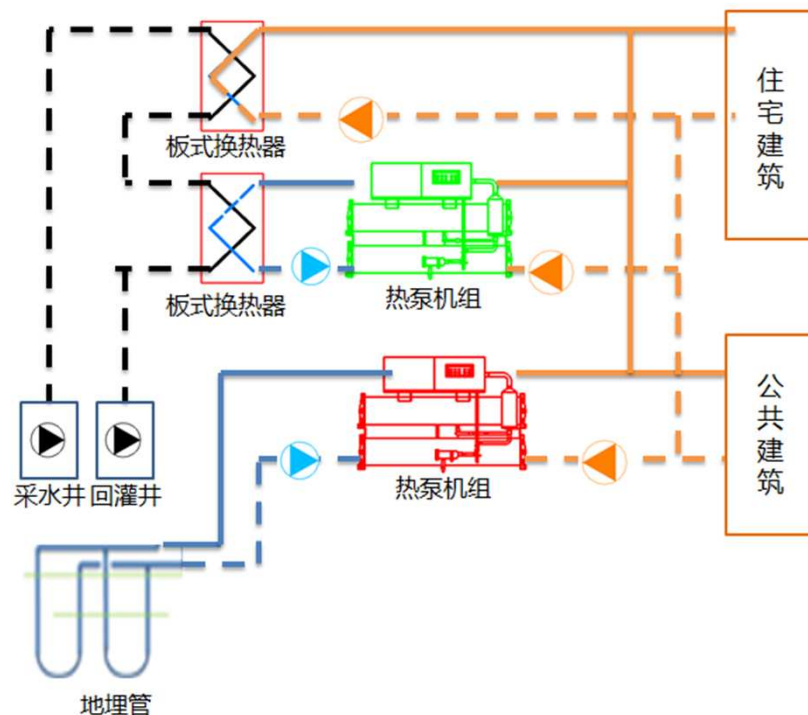 住宅建筑
板式换热器
板式换热器
热泵机组
公共建筑
热泵机组
采水井
回灌井
地埋管